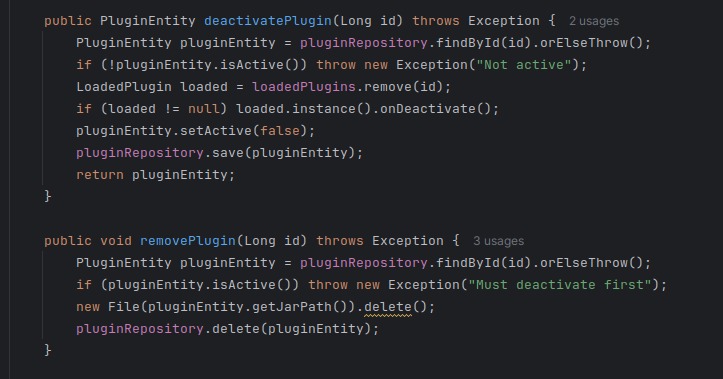 public PluginEntity deactivatePlugin(Long id) throws Exception { 2 usages
PluginEntity pluginEntity = pluginRepository.findById(id).orElseThrow();
if (!pluginEntity.isActive()) throw new Exception("Not active");
LoadedPlugin loaded = loadedPlugins.remove(id);
if (loaded != null) loaded.instance().onDeactivate();
pluginEntity.setActive(false);
pluginRepository.save(pluginEntity);
return pluginEntity;
}
public void removePlugin(Long id) throws Exception { 3 usages
PluginEntity pluginEntity = pluginRepository.findById(id).orElseThrow();
if (pluginEntity.isActive()) throw new Exception("Must deactivate first");
new File(pluginEntity.getJarPath()).delete();
pluginRepository.delete(pluginEntity);
}